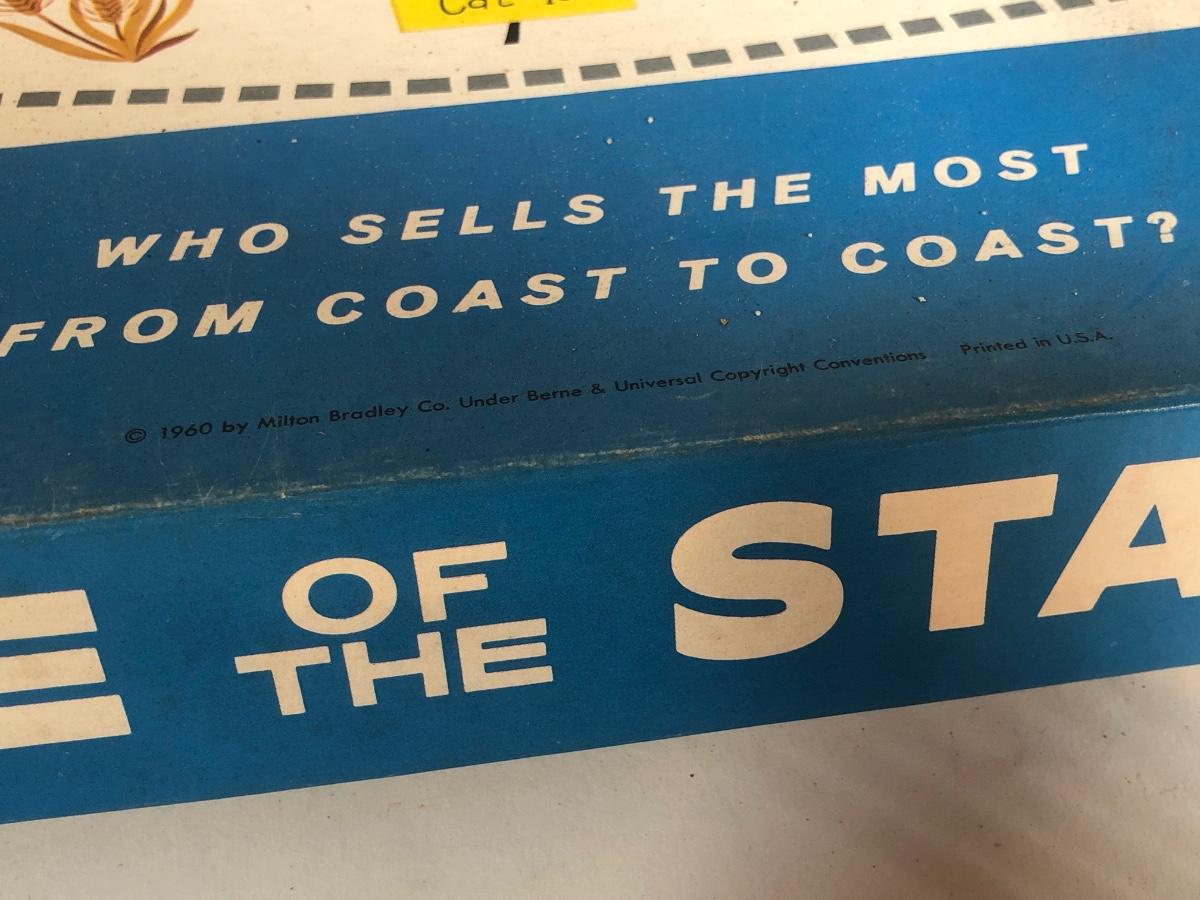 Cat
WHO SELLS THE MOST
FROM COAST TO COAST?
© 1960 by Milton Bradley Co. Under Berne & Universal Copyright Conventions Printed in U.S.A.
E OF THE STA